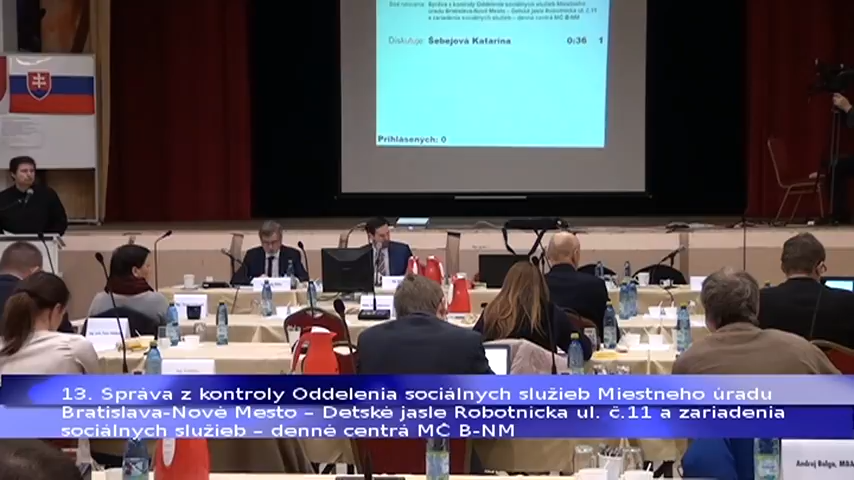 Správa z kontroly Oddelenia sociálnych služieb Miestneho
úradu Bratislava-Nové Mesto – Detské jasle Robotnícka ul. č.11
a zariadenia sociálnych služieb – denné centrá MČ B-NM
Diskutuje: Šebejová Katarína 0:36 1
Prihlásených: 0
13. Správa z kontroly Oddelenia sociálnych služieb Miestneho úradu
Bratislava-Nové Mesto – Detské jasle Robotnícka ul. č.11 a zariadenia
sociálnych služieb – denné centrá MČ B-NM
Andrej Bolga, MBA